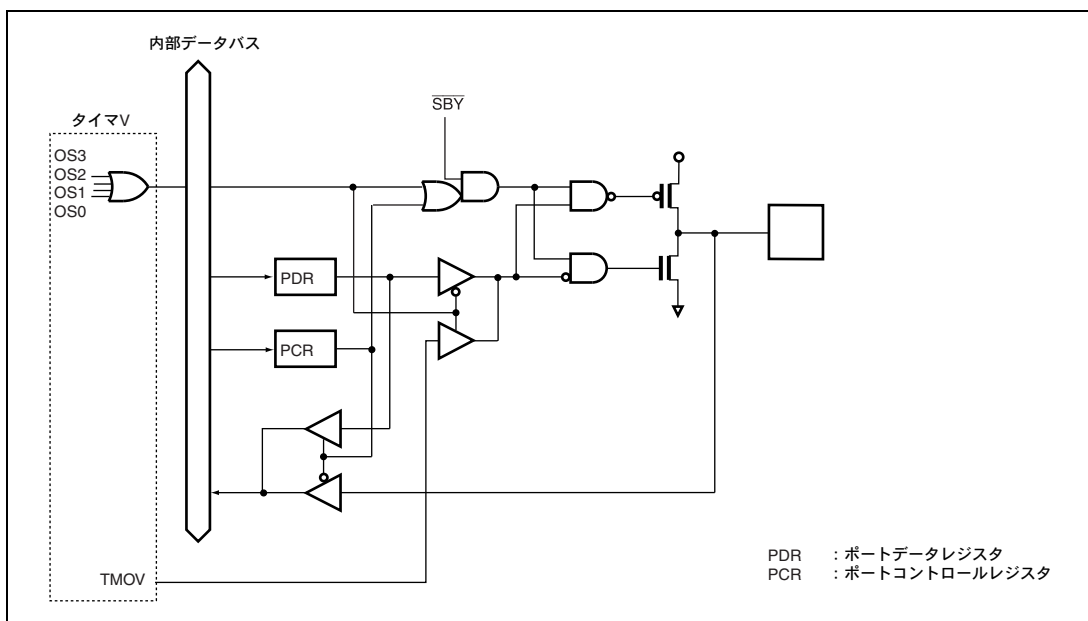 内部データバス
SBY
タイマV
OS3
OS2
OS1
OS0
PDR
PCR
TMOV
PDR :ポートデータレジスタ
PCR :ポートコントロールレジスタ